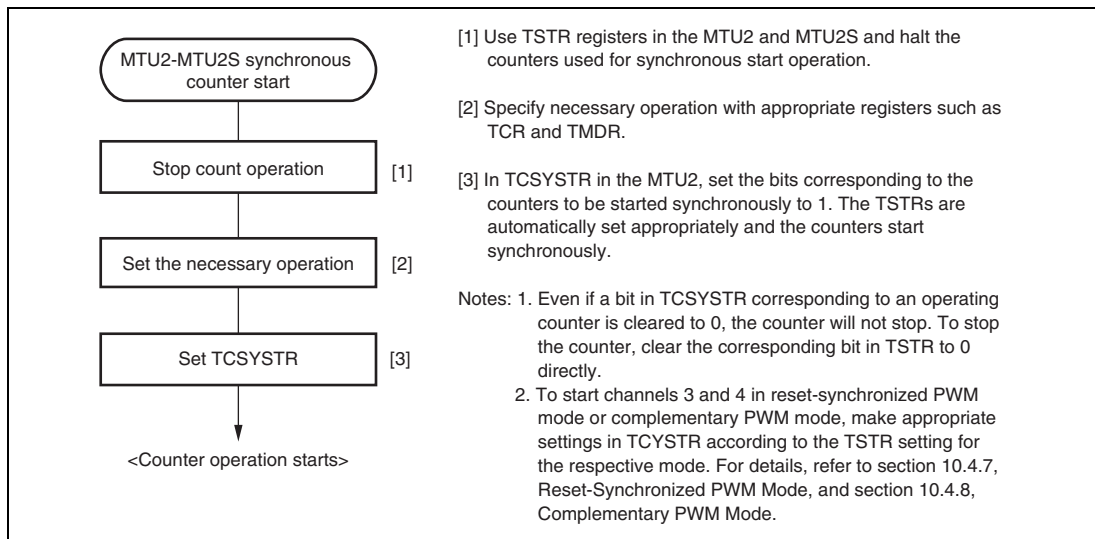 MTU2-MTU2S synchronous
counter start
Stop count operation
[1]
Set the necessary operation
[2]
Set TCSYSTR
[3]
<Counter operation starts>
[1] Use TSTR registers in the MTU2 and MTU2S and halt the
counters used for synchronous start operation.
[2] Specify necessary operation with appropriate registers such as
TCR and TMDR.
[3] In TCSYSTR in the MTU2, set the bits corresponding to the
counters to be started synchronously to 1. The TSTRs are
automatically set appropriately and the counters start
synchronously.
Notes: 1. Even if a bit in TCSYSTR corresponding to an operating
counter is cleared to 0, the counter will not stop. To stop
the counter, clear the corresponding bit in TSTR to 0
directly.
2. To start channels 3 and 4 in reset-synchronized PWM
mode or complementary PWM mode, make appropriate
settings in TCYSTR according to the TSTR setting for
the respective mode. For details, refer to section 10.4.7,
Reset-Synchronized PWM Mode, and section 10.4.8,
Complementary PWM Mode.